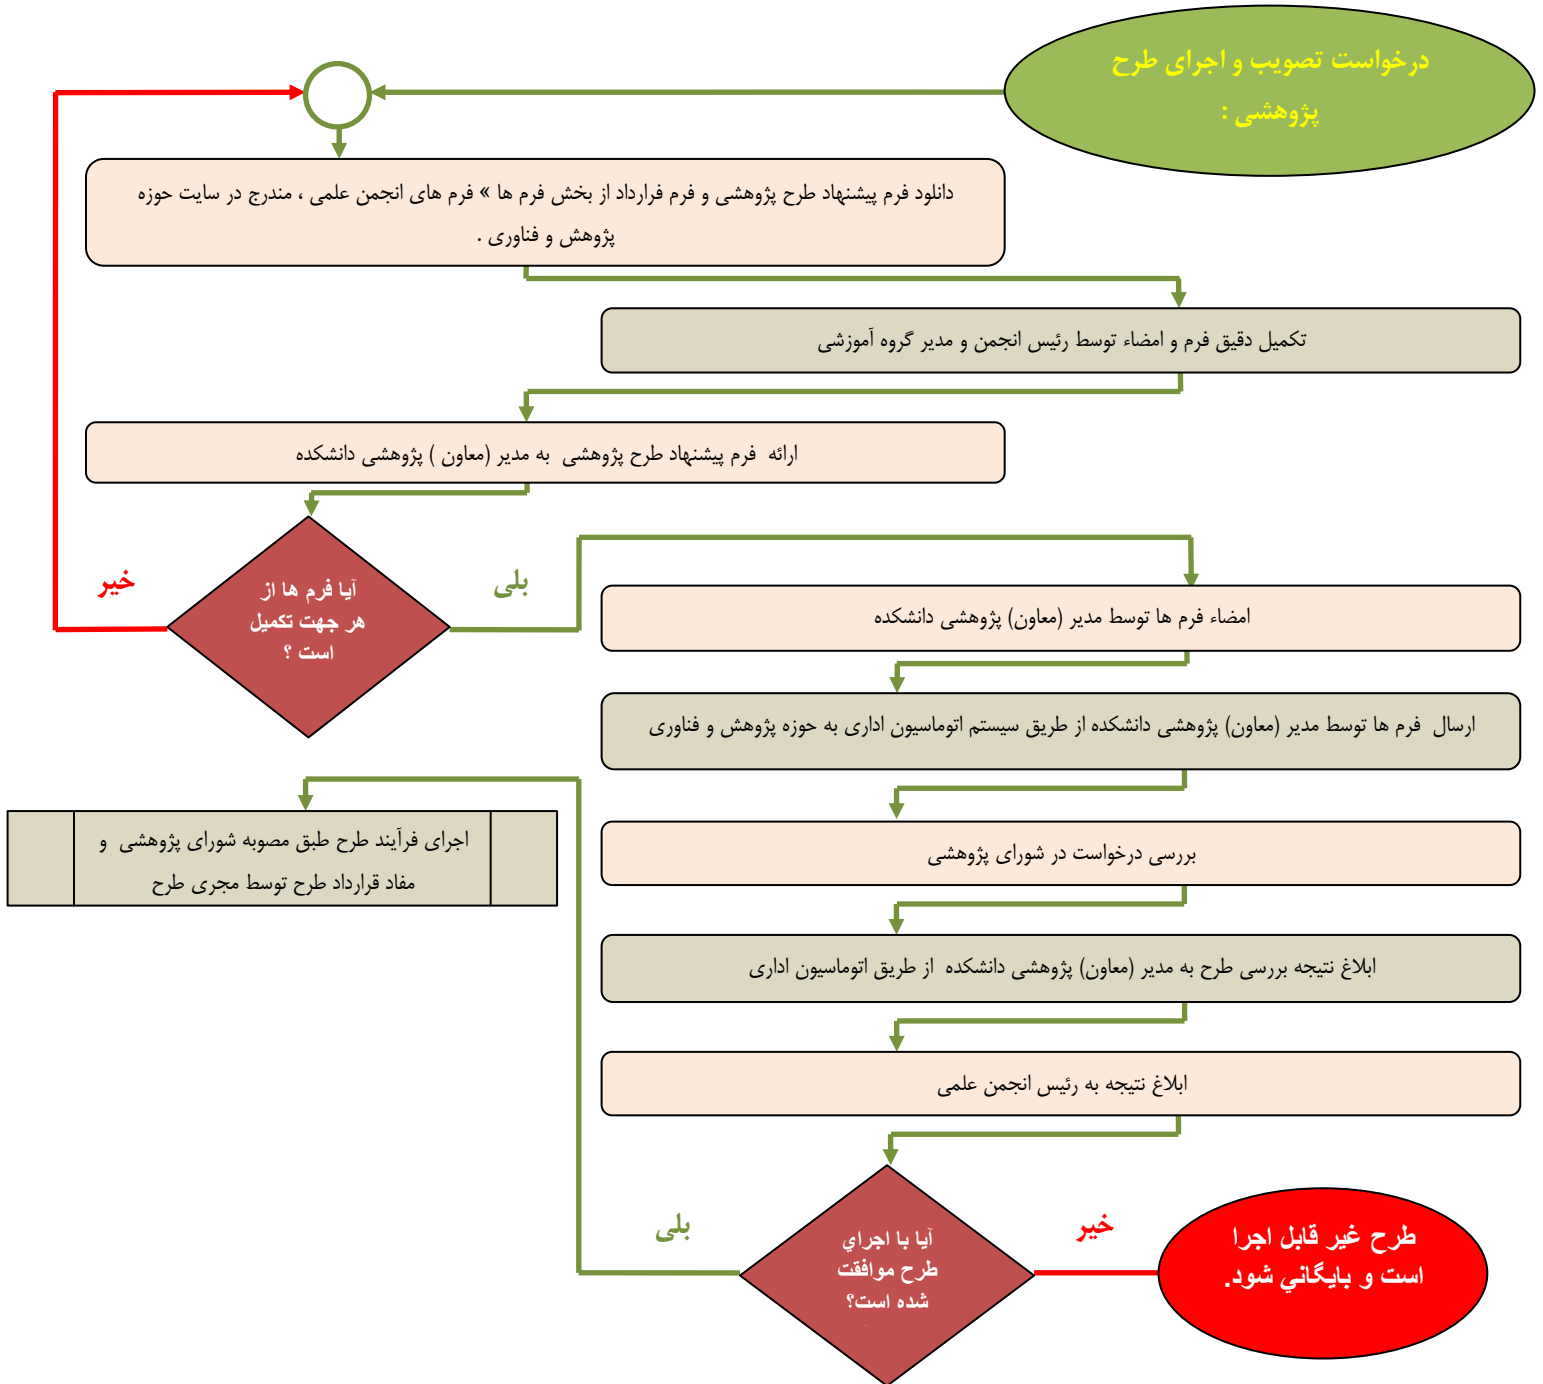 درخواست تصویب و اجرای طرح
پژوهشی :
دانلود فرم پیشنهاد طرح پژوهشی و فرم فرارداد از بخش فرم ها » فرم های انجمن علمی ، مندرج در سایت حوزه
پژوهش و فناوری .
تکمیل دقیق فرم و امضاء توسط رئیس انجمن و مدیر گروه آموزشی
ارائه فرم پیشنهاد طرح پژوهشی به مدیر (معاون ) پژوهشی دانشکده
آیا فرم ها از
هر جهت تکمیل
است ؟
خیر
بلی
امضاء فرم ها توسط مدیر (معاون) پژوهشی دانشکده
ارسال فرم ها توسط مدیر (معاون) پژوهشی دانشکده از طریق سیستم اتوماسیون اداری به حوزه پژوهش و فناوری
بررسی درخواست در شورای پژوهشی
ابلاغ نتیجه بررسی طرح به مدیر (معاون) پژوهشی دانشکده از طریق اتوماسیون اداری
ابلاغ نتیجه به رئیس انجمن علمی
آيا با اجراي
طرح موافقت
شده است؟
خیر
بلی
طرح غير قابل اجرا
است و بايگاني شود.
اجرای فرآیند طرح طبق مصوبه شورای پژوهشی و
مفاد قرارداد طرح توسط مجری طرح